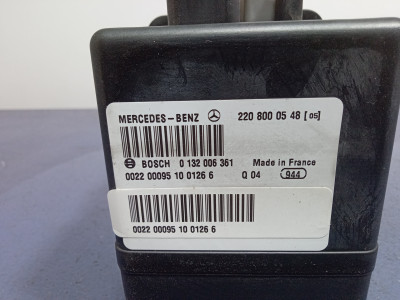 MERCEDES-BENZ 220 800 05 48 [05]
BOSCH 0 132 006 361 Made in France
0022 00095 10 0126 6 Q 04 944
0022 00095 10 0126 6